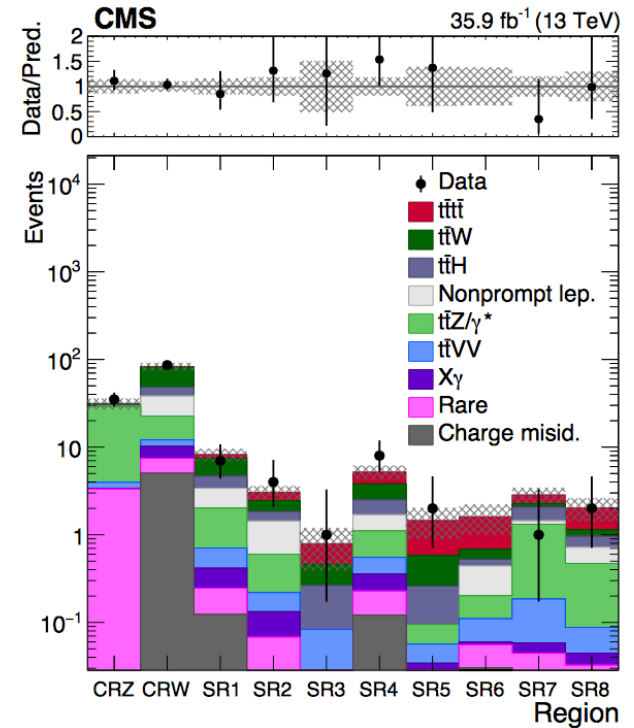 CMS 35.9 fb⁻¹ (13 TeV)
Data/Pred.
2
1.5
1
0.5
0
Events
10⁴
10³
10²
10
1
10⁻¹
Data
tt̄tt̄
tt̄W
tt̄H
Nonprompt lep.
tt̄Z/γ*
tt̄VV
Xγ
Rare
Charge misid.
CRZ CRW SR1 SR2 SR3 SR4 SR5 SR6 SR7 SR8
Region